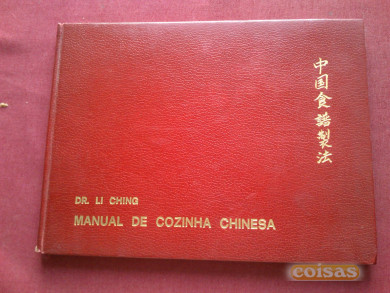 中国食譜製法
DR. LI CHING
MANUAL DE COZINHA CHINESA
coisas